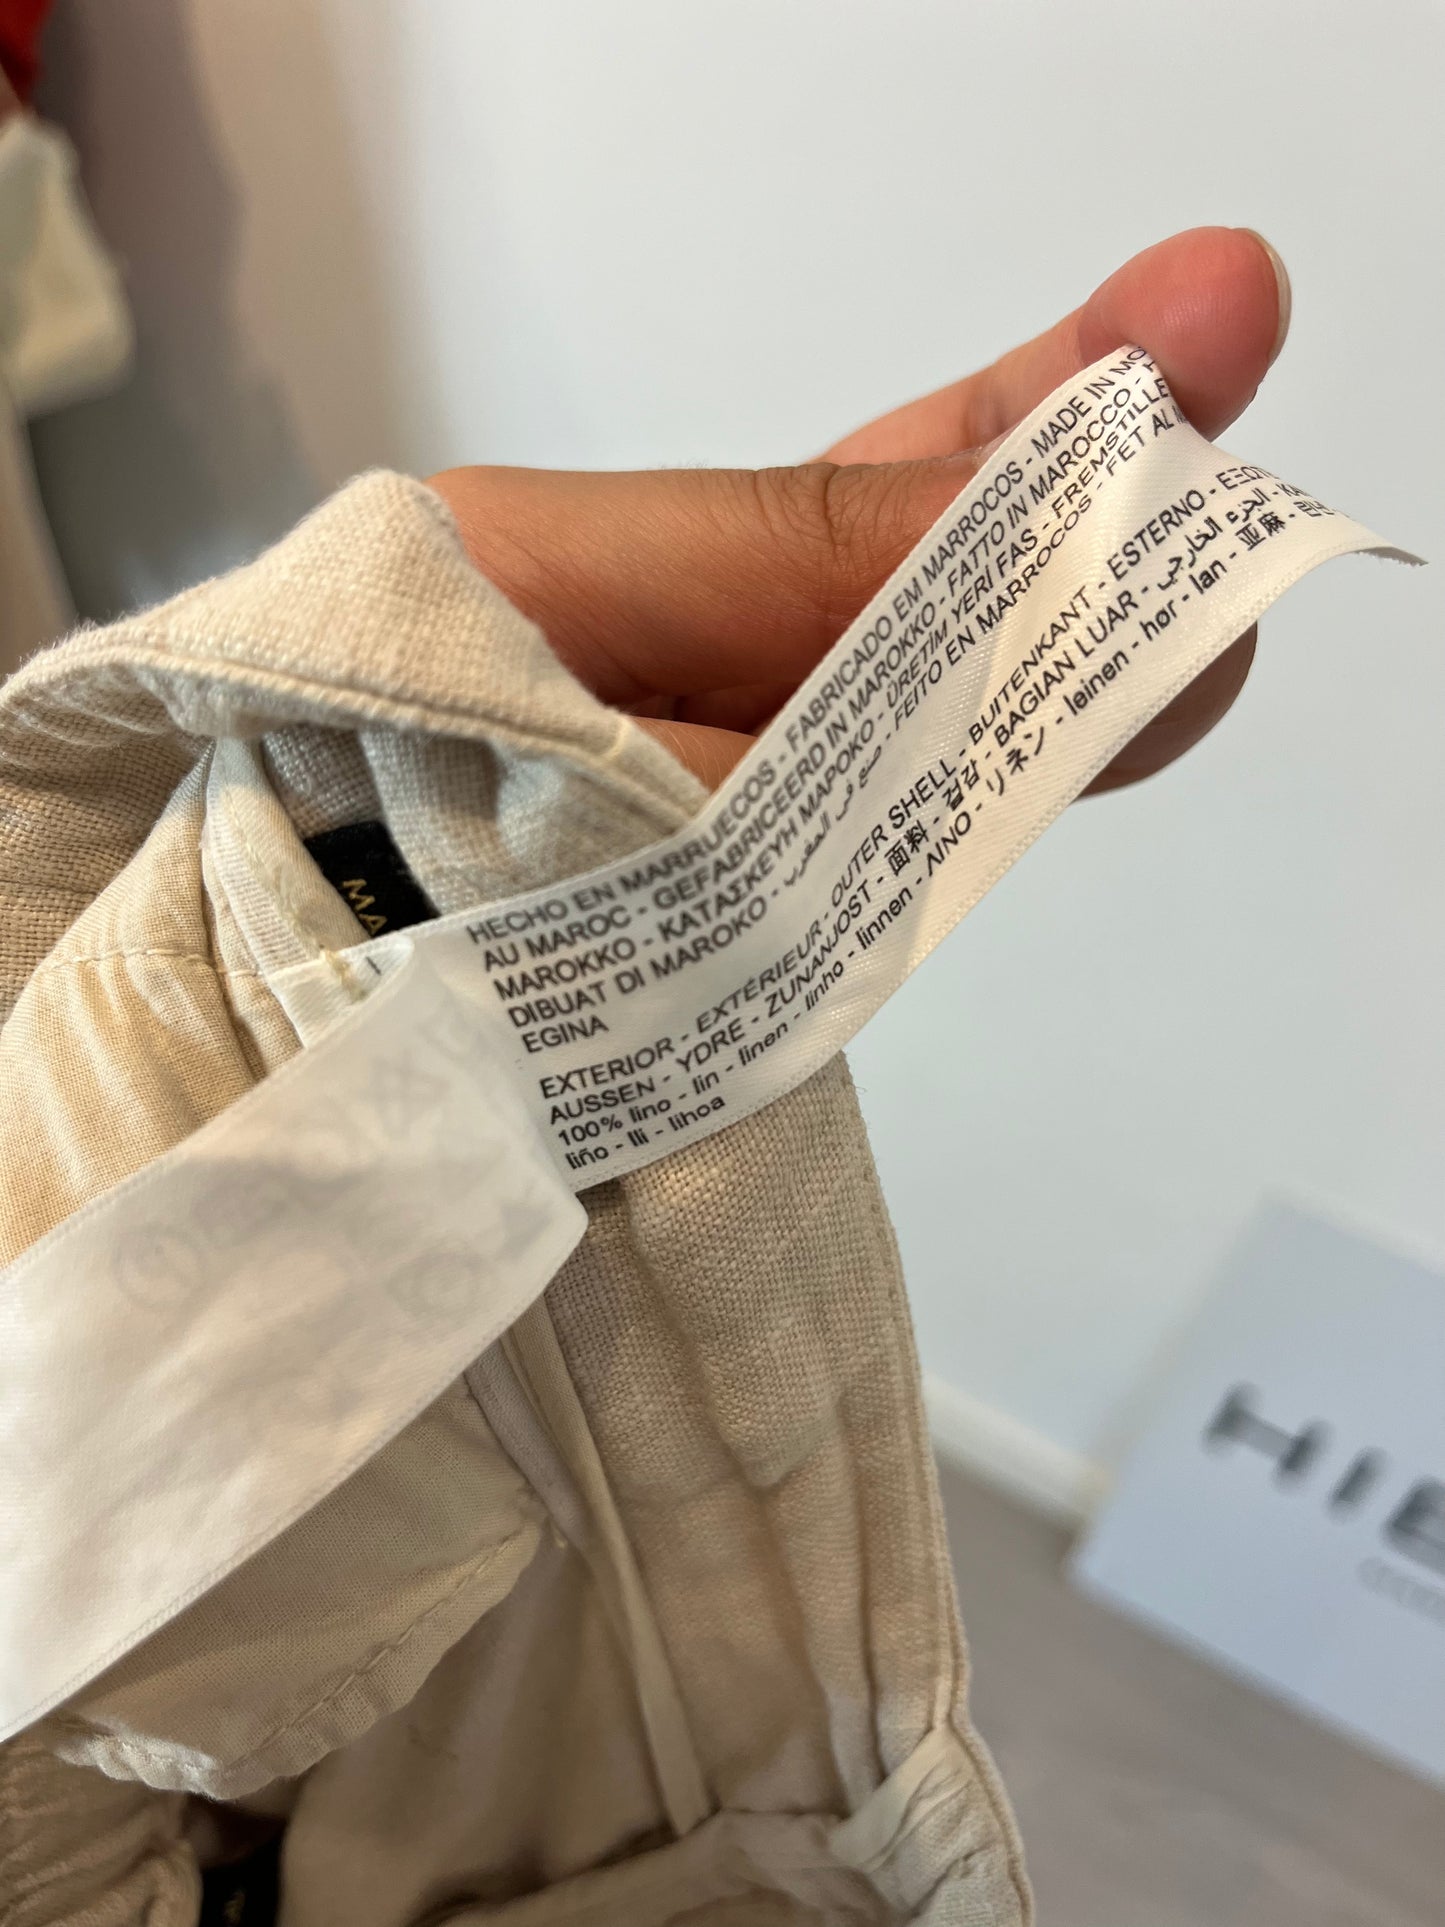 HECHO EN MARRUECOS - FABRICADO EM MARROCOS - MADE IN
AU MAROC - GEFABRICEERD IN MAROKKO - FATTO IN MAROCCO -
MAROKKO - ΚΑΤΑΣΚΕΥΗ ΜΑΡΟΚΟ - ÜRETİM YERİ FAS - FREMSTILLE
DIBUAT DI MAROKO - صنع في المغرب - FEITO EN MARROCOS - FET AL
EGINA
EXTERIOR - EXTÉRIEUR - OUTER SHELL - BUITENKANT - ESTERNO -
AUSSEN - YDRE - ZUNANJOST - 面料 - 겉감 - BAGIAN LUAR - الجزء الخارجي -
100% lino - lin - linen - linho - linnen - ΛΙΝΟ - リネン - leinen - hør - lan - 亚麻 -
liño - lli - lihoa
MA
HIE